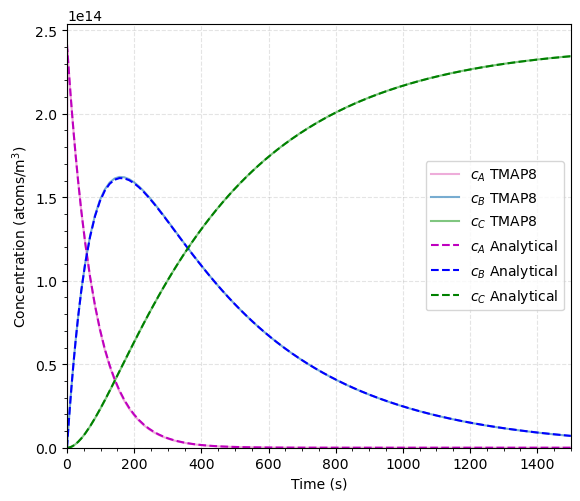 1e14
2.5
2.0
1.5
1.0
0.5
0.0
Concentration (atoms/m³)
c_A TMAP8
c_B TMAP8
c_C TMAP8
c_A Analytical
c_B Analytical
c_C Analytical
0 200 400 600 800 1000 1200 1400
Time (s)